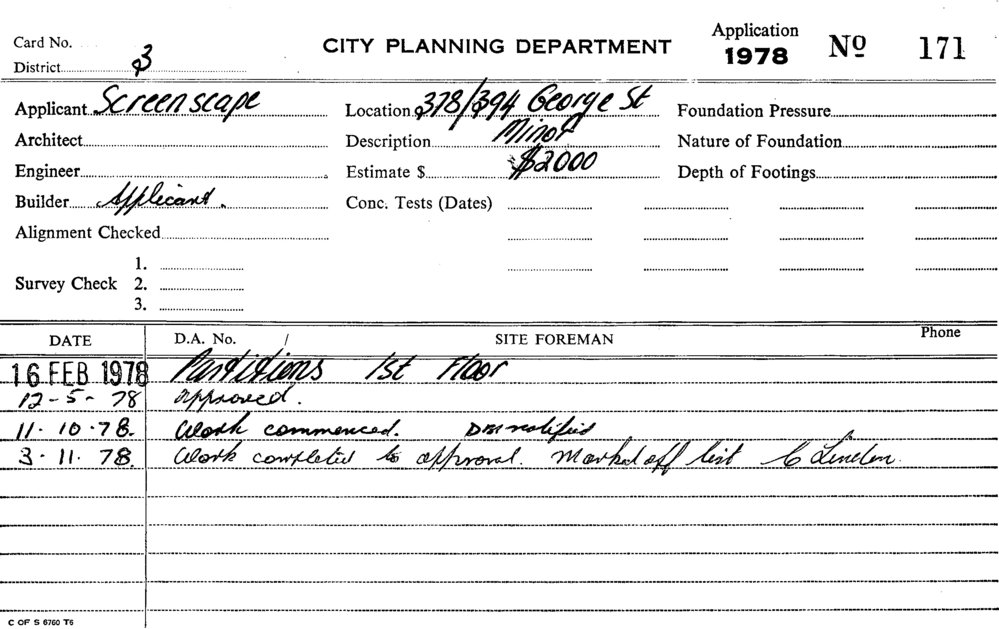 Card No.
District 3
CITY PLANNING DEPARTMENT
Application
1978
Nº 171
Applicant Screenscape
Architect
Engineer
Builder Applicant.
Alignment Checked
Survey Check 1.
2.
3.
Location 378/394 George St
Description Minor
Estimate $ $2000
Conc. Tests (Dates)
Foundation Pressure
Nature of Foundation
Depth of Footings
DATE D.A. No. / SITE FOREMAN Phone
16 FEB 1978 Partitions 1st Floor
12-5-78 approved.
11.10.78. Work commenced. notified
3.11.78. Work completed to approval. Marked off list C
C OF S 6760 T6